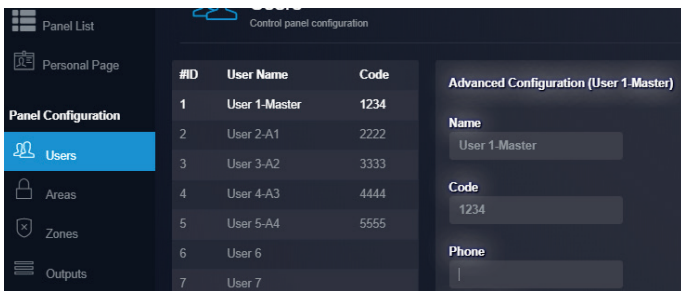 Panel List
Personal Page
Panel Configuration
Users
Areas
Zones
Outputs
Users
Control panel configuration
#ID User Name Code
1 User 1-Master 1234
2 User 2-A1 2222
3 User 3-A2 3333
4 User 4-A3 4444
5 User 5-A4 5555
6 User 6
7 User 7
Advanced Configuration (User 1-Master)
Name
User 1-Master
Code
1234
Phone